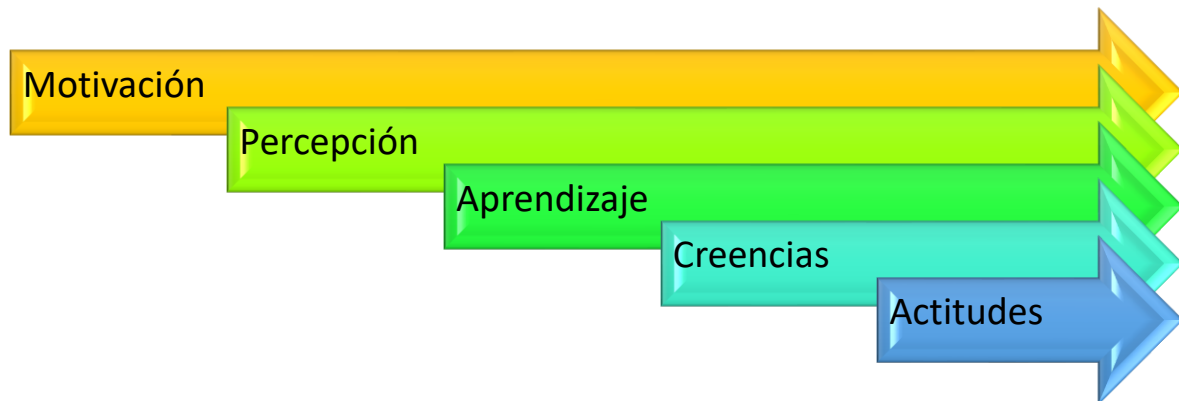 Motivación
Percepción
Aprendizaje
Creencias
Actitudes